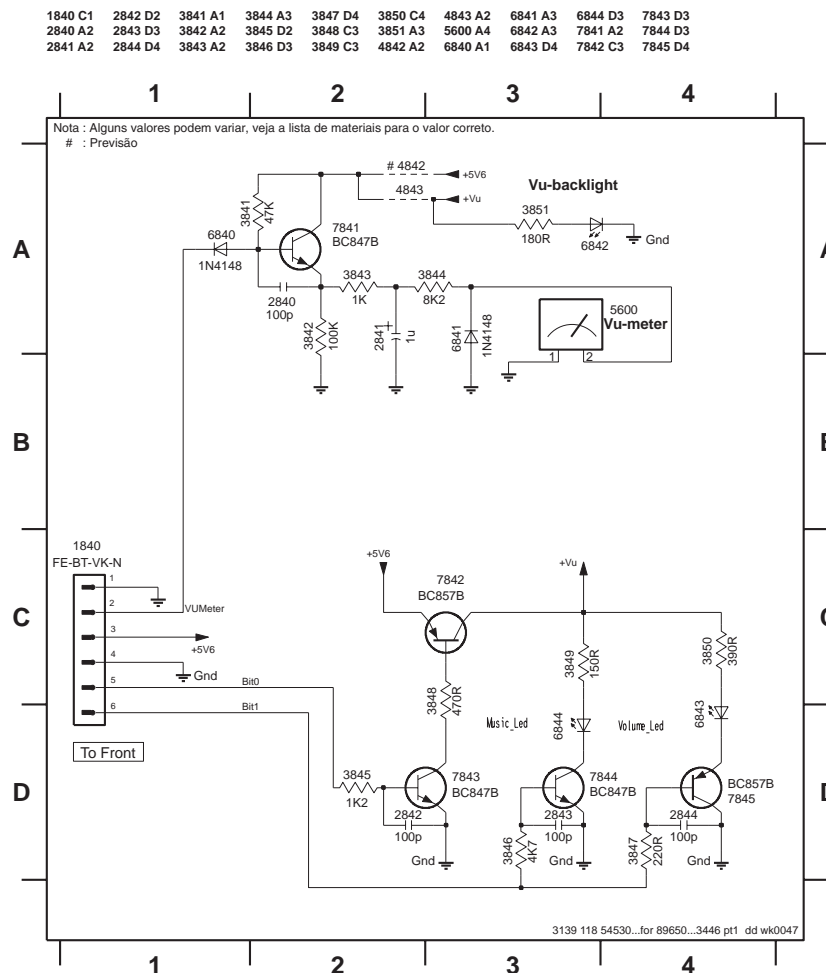 1840 C1 2842 D2 3841 A1 3844 A3 3847 D4 3850 C4 4843 A2 6841 A3 6844 D3 7843 D3
2840 A2 2843 D3 3842 A2 3845 D2 3848 C3 3851 A3 5600 A4 6842 A3 7841 A2 7844 D3
2841 A2 2844 D4 3843 A2 3846 D3 3849 C3 4842 A2 6840 A1 6843 D4 7842 C3 7845 D4
1 2 3 4
Nota : Alguns valores podem variar, veja a lista de materiais para o valor correto.
# : Previsão
# 4842
+5V6
4843
+Vu
Vu-backlight
3841
47K
3851
180R
6842
Gnd
A
A
6840
1N4148
7841
BC847B
2840
100p
3843
1K
3844
8K2
3842
100K
2841
+
1u
6841
1N4148
5600
Vu-meter
1 2
B
B
1840
FE-BT-VK-N
1
2
VUMeter
3
+5V6
4
Gnd
5
Bit0
6
Bit1
To Front
C
C
+5V6
7842
BC857B
+Vu
3848
470R
3849
150R
3850
390R
Music_Led
6844
Volume_Led
6843
D
D
3845
1K2
7843
BC847B
7844
BC847B
BC857B
7845
2842
100p
2843
100p
2844
100p
3846
4K7
3847
220R
Gnd
Gnd
Gnd
3139 118 54530...for 89650...3446 pt1 dd wk0047
1 2 3 4